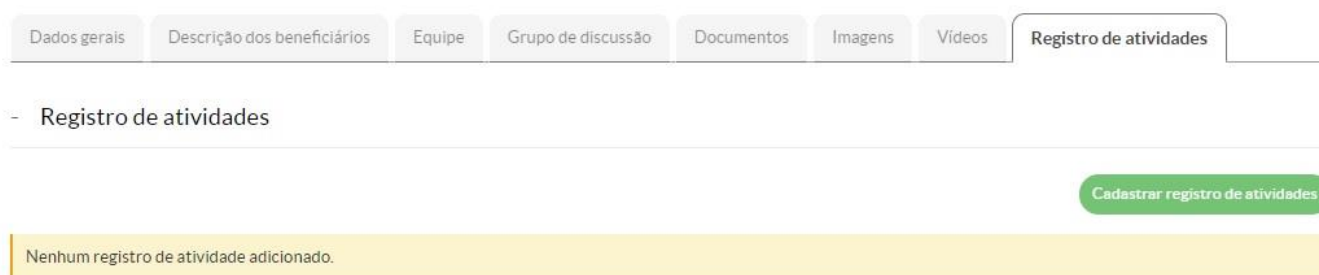 Dados gerais Descrição dos beneficiários Equipe Grupo de discussão Documentos Imagens Vídeos Registro de atividades
- Registro de atividades
Cadastrar registro de atividades
Nenhum registro de atividade adicionado.